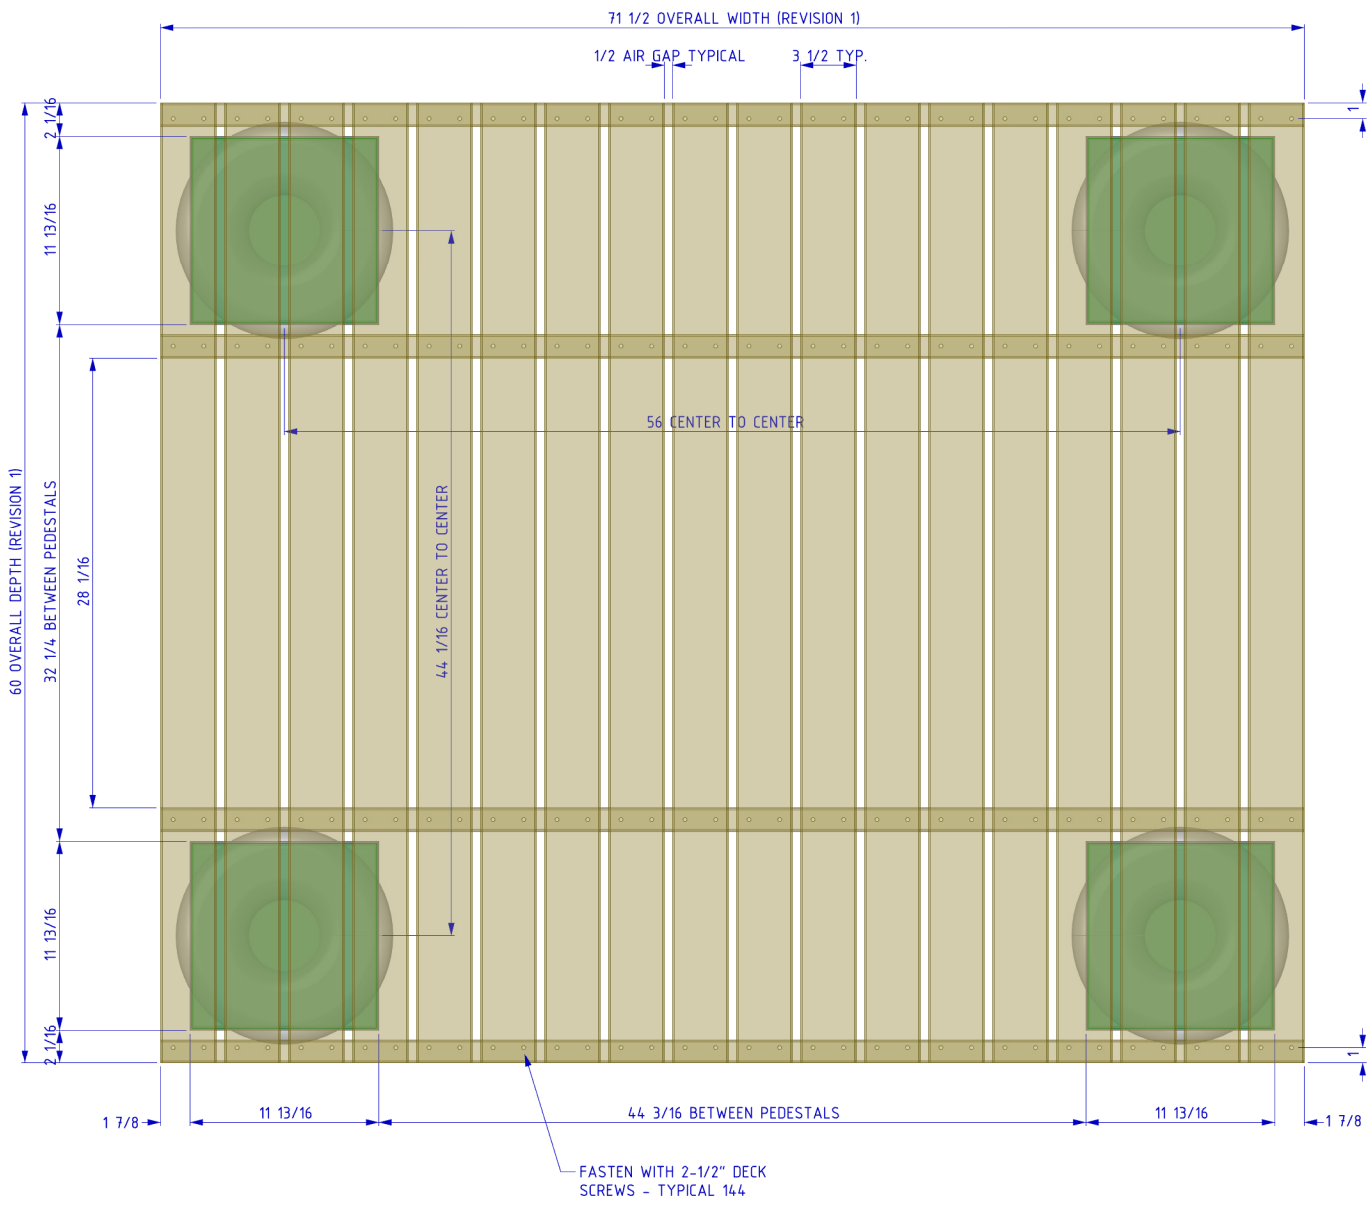 71 1/2 OVERALL WIDTH (REVISION 1)
1/2 AIR GAP TYPICAL
3 1/2 TYP.
2 1/16
1
11 13/16
56 CENTER TO CENTER
60 OVERALL DEPTH (REVISION 1)
32 1/4 BETWEEN PEDESTALS
28 1/16
44 1/16 CENTER TO CENTER
11 13/16
2 1/16
1
1 7/8
11 13/16
44 3/16 BETWEEN PEDESTALS
11 13/16
1 7/8
FASTEN WITH 2-1/2" DECK
SCREWS - TYPICAL 144